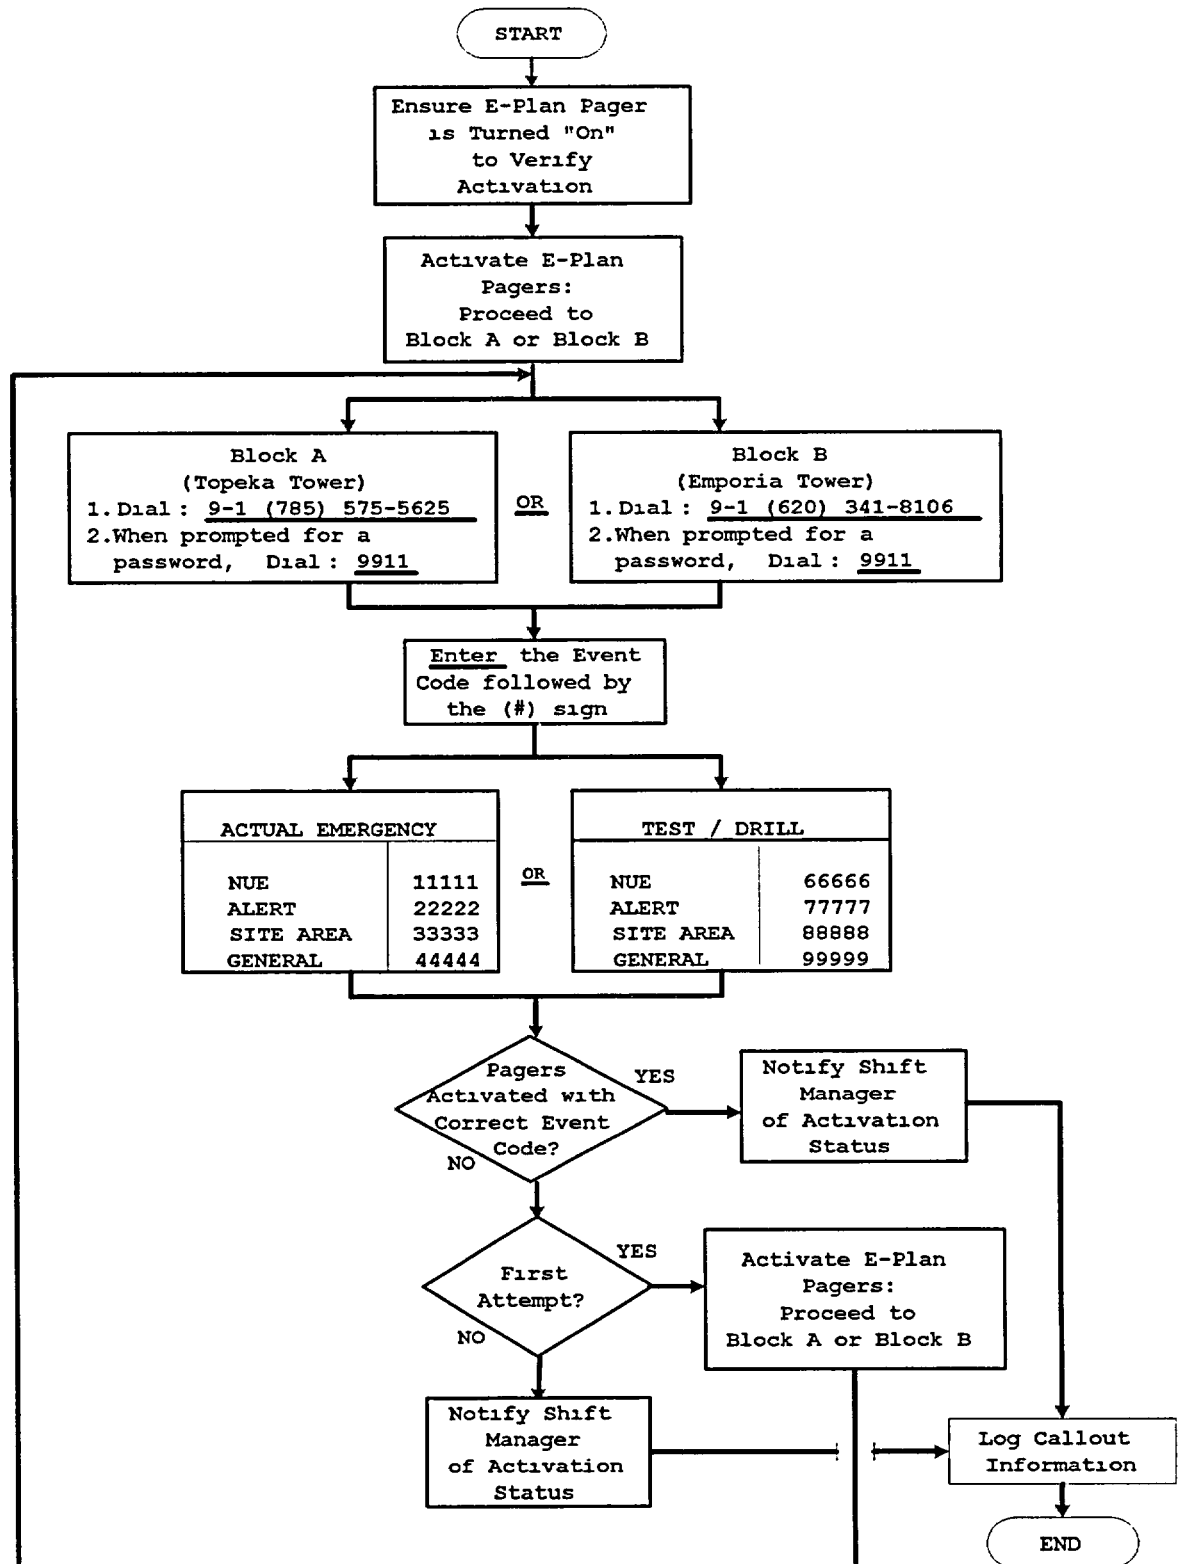 START
Ensure E-Plan Pager
is Turned "On"
to Verify
Activation
Activate E-Plan
Pagers:
Proceed to
Block A or Block B
Block A
(Topeka Tower)
1. Dial: 9-1 (785) 575-5625
2. When prompted for a
password, Dial: 9911
OR
Block B
(Emporia Tower)
1. Dial: 9-1 (620) 341-8106
2. When prompted for a
password, Dial: 9911
Enter the Event
Code followed by
the (#) sign
ACTUAL EMERGENCY
NUE 11111
ALERT 22222
SITE AREA 33333
GENERAL 44444
OR
TEST / DRILL
NUE 66666
ALERT 77777
SITE AREA 88888
GENERAL 99999
Pagers
Activated with
Correct Event
Code?
YES
NO
Notify Shift
Manager
of Activation
Status
First
Attempt?
YES
NO
Activate E-Plan
Pagers:
Proceed to
Block A or Block B
Notify Shift
Manager
of Activation
Status
Log Callout
Information
END